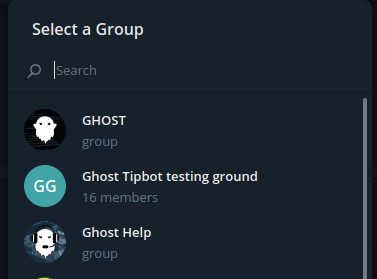 Select a Group
Search
GHOST
group
GG
Ghost Tipbot testing ground
16 members
Ghost Help
group